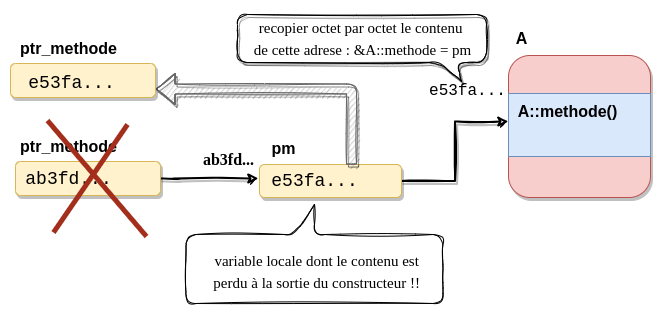 recopier octet par octet le contenu
de cette adrese : &A::methode = pm
A
ptr_methode
e53fa...
e53fa...
A::methode()
ptr_methode
ab3fd...
ab3fd...
pm
e53fa...
variable locale dont le contenu est
perdu à la sortie du constructeur !!